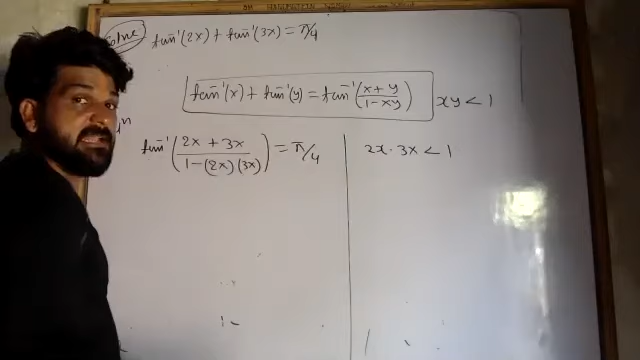 Solve tan⁻¹(2x) + tan⁻¹(3x) = π/4
tan⁻¹(x) + tan⁻¹(y) = tan⁻¹((x + y)/(1 - xy)) xy < 1
tan⁻¹((2x + 3x)/(1 - (2x)(3x))) = π/4
2x · 3x < 1